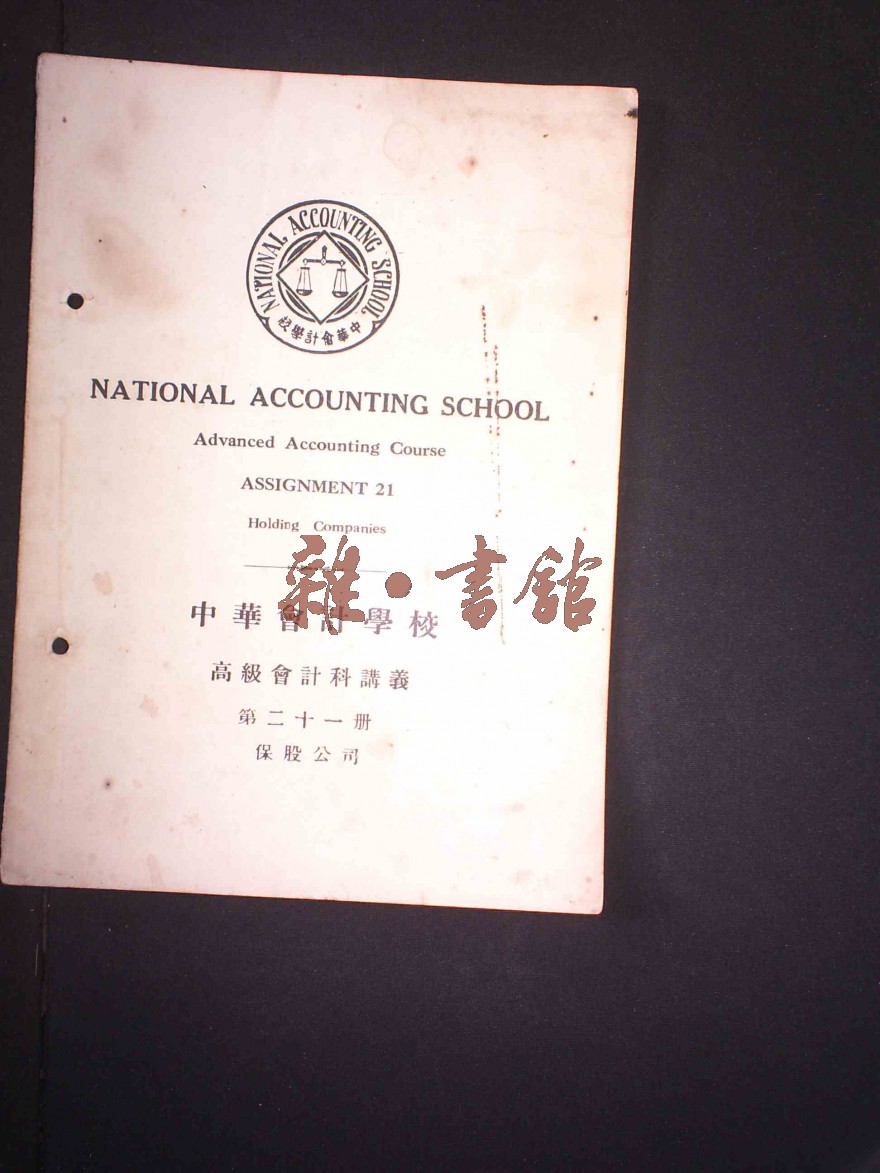 NATIONAL ACCOUNTING SCHOOL
中華會計學校
NATIONAL ACCOUNTING SCHOOL
Advanced Accounting Course
ASSIGNMENT 21
Holding Companies
雜·書館
中華會計學校
高級會計科講義
第二十一册
保股公司